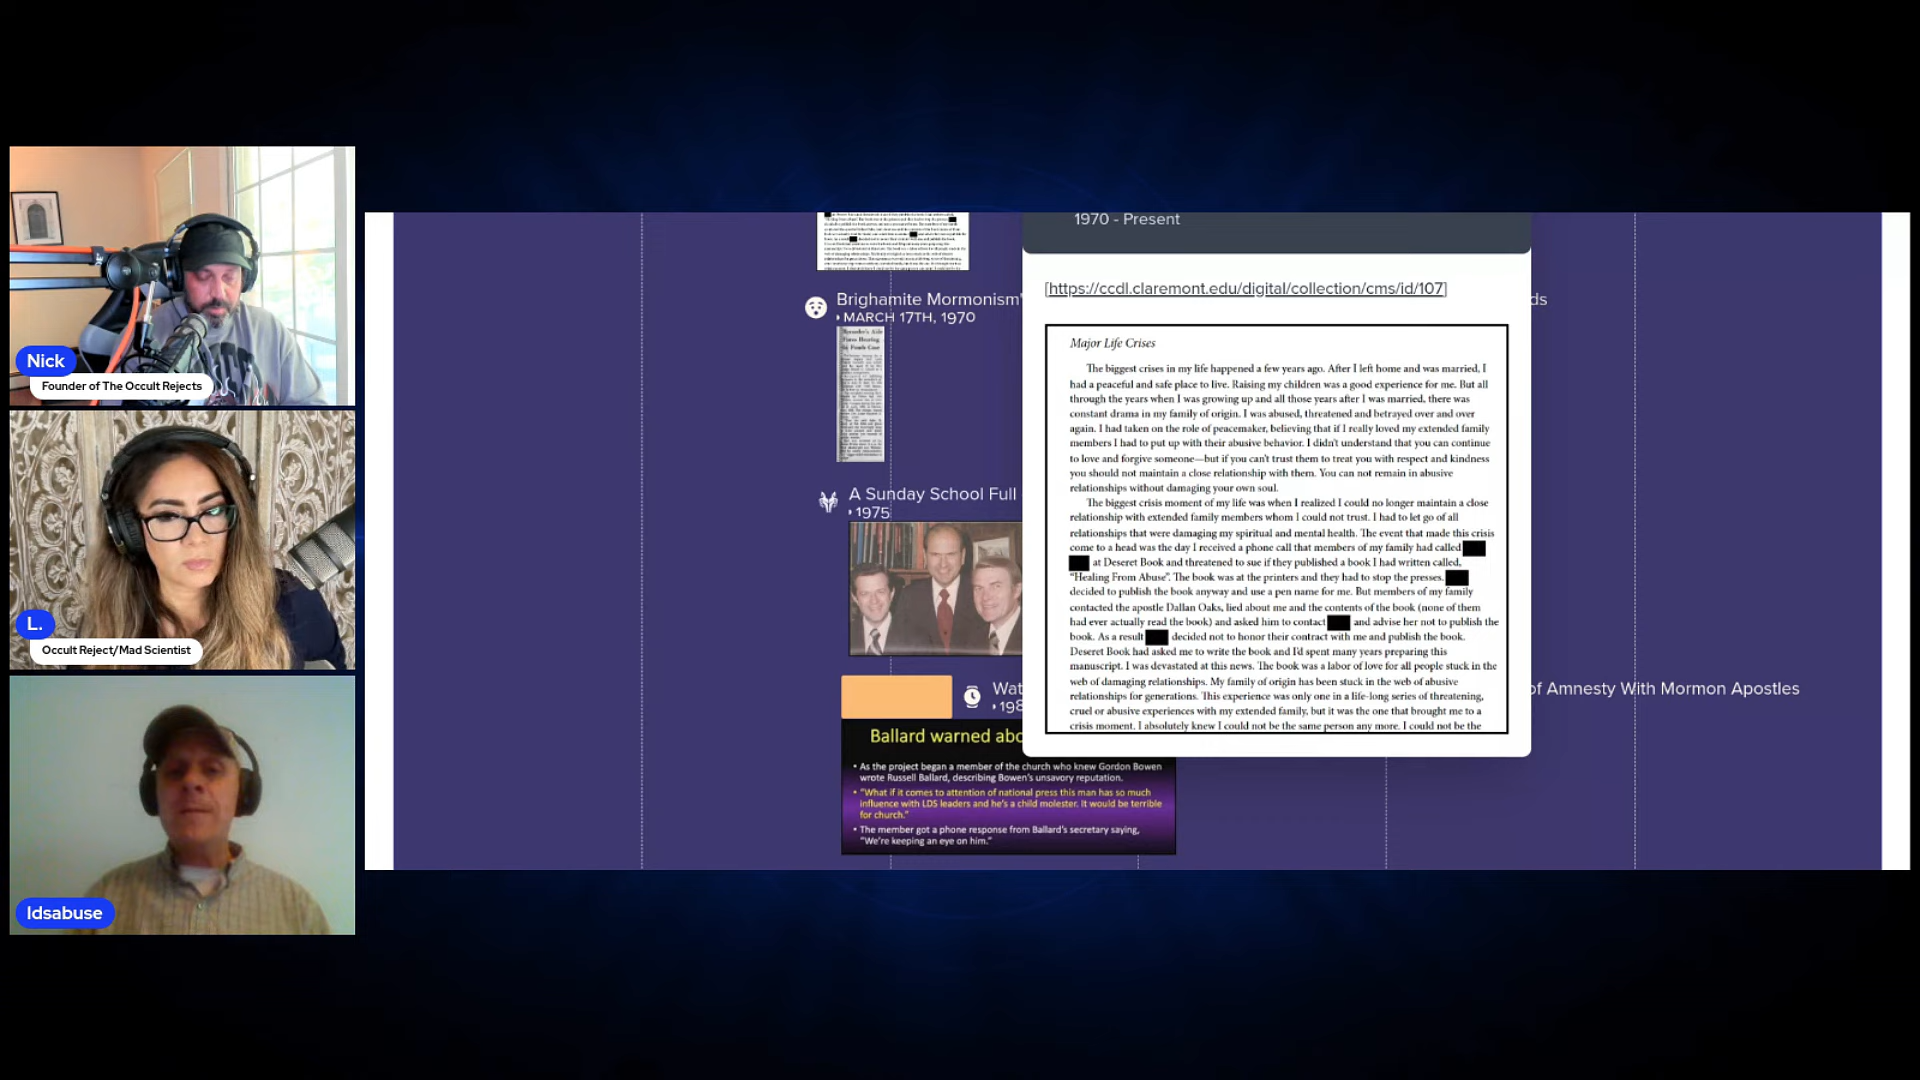 Nick
Founder of The Occult Rejects
L.
Occult Reject/Mad Scientist
ldsabuse
Brighamite Mormonism'
MARCH 17TH, 1970
A Sunday School Full
1975
Wat
198
of Amnesty With Mormon Apostles
ds
Ballard warned abo
• As the project began a member of the church who knew Gordon Bowen
wrote Russell Ballard, describing Bowen's unsavory reputation.
• "What if it comes to attention of national press this man has so much
influence with LDS leaders and he's a child molester. It would be terrible
for church."
• The member got a phone response from Ballard's secretary saying,
"We're keeping an eye on him."
1970 - Present
[https://ccdl.claremont.edu/digital/collection/cms/id/107]
Major Life Crises
The biggest crises in my life happened a few years ago. After I left home and was married, I
had a peaceful and safe place to live. Raising my children was a good experience for me. But all
through the years when I was growing up and all those years after I was married, there was
constant drama in my family of origin. I was abused, threatened and betrayed over and over
again. I had taken on the role of peacemaker, believing that if I really loved my extended family
members I had to put up with their abusive behavior. I didn't understand that you can continue
to love and forgive someone—but if you can't trust them to treat you with respect and kindness
you should not maintain a close relationship with them. You can not remain in abusive
relationships without damaging your own soul.
The biggest crisis moment of my life was when I realized I could no longer maintain a close
relationship with extended family members whom I could not trust. I had to let go of all
relationships that were damaging my spiritual and mental health. The event that made this crisis
come to a head was the day I received a phone call that members of my family had called
at Deseret Book and threatened to sue if they published a book I had written called,
"Healing From Abuse". The book was at the printers and they had to stop the presses.
decided to publish the book anyway and use a pen name for me. But members of my family
contacted the apostle Dallan Oaks, lied about me and the contents of the book (none of them
had ever actually read the book) and asked him to contact and advise her not to publish the
book. As a result decided not to honor their contract with me and publish the book.
Deseret Book had asked me to write the book and I'd spent many years preparing this
manuscript. I was devastated at this news. The book was a labor of love for all people stuck in the
web of damaging relationships. My family of origin has been stuck in the web of abusive
relationships for generations. This experience was only one in a life-long series of threatening,
cruel or abusive experiences with my extended family, but it was the one that brought me to a
crisis moment. I absolutely knew I could not be the same person any more. I could not be the